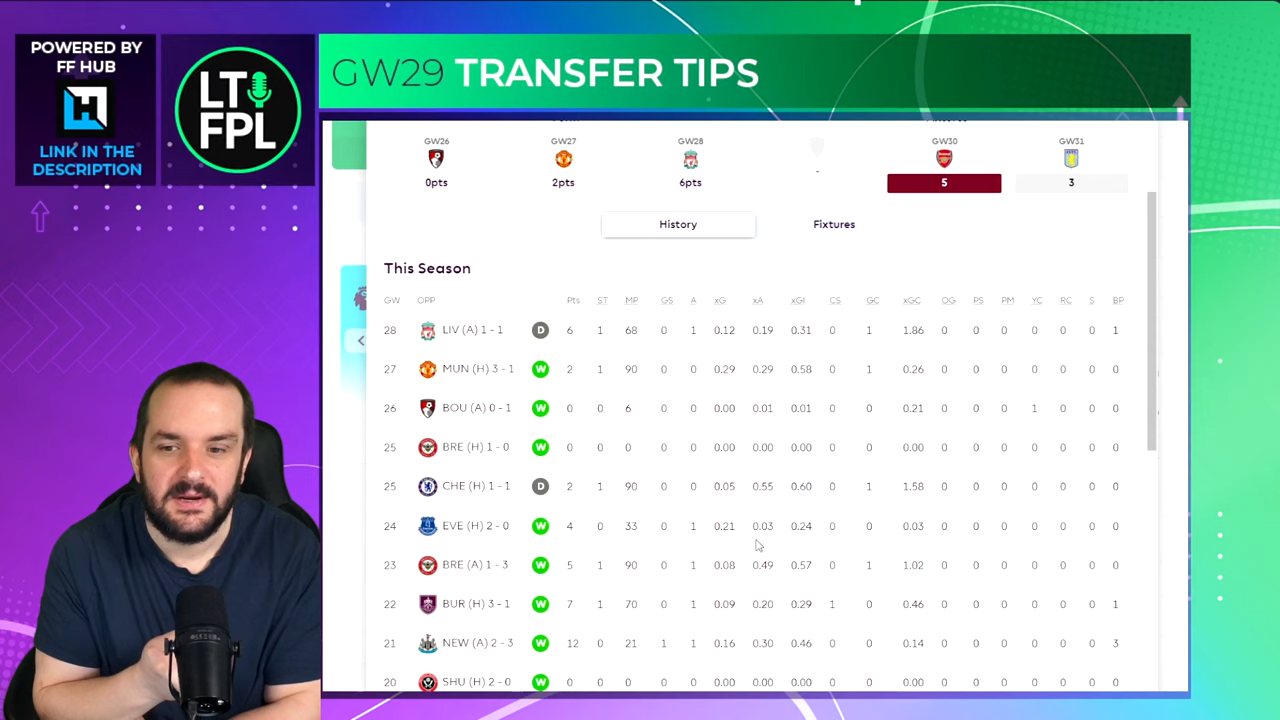 POWERED BY
FF HUB
LINK IN THE
DESCRIPTION
LT
FPL
GW29 TRANSFER TIPS
GW26 GW27 GW28 GW30 GW31
0pts 2pts 6pts - 5 3
History Fixtures
This Season
GW OPP Pts ST MP GS A xG xA xGI CS GC xGC OG PS PM YC RC S BP
28 LIV (A) 1 - 1 D 6 1 68 0 1 0.12 0.19 0.31 0 1 1.86 0 0 0 0 0 0 1
27 MUN (H) 3 - 1 W 2 1 90 0 0 0.29 0.29 0.58 0 1 0.26 0 0 0 0 0 0 0
26 BOU (A) 0 - 1 W 0 0 6 0 0 0.00 0.01 0.01 0 0 0.21 0 0 0 1 0 0 0
25 BRE (H) 1 - 0 W 0 0 0 0 0 0.00 0.00 0.00 0 0 0.00 0 0 0 0 0 0 0
25 CHE (H) 1 - 1 D 2 1 90 0 0 0.05 0.55 0.60 0 1 1.58 0 0 0 0 0 0 0
24 EVE (H) 2 - 0 W 4 0 33 0 1 0.21 0.03 0.24 0 0 0.03 0 0 0 0 0 0 0
23 BRE (A) 1 - 3 W 5 1 90 0 1 0.08 0.49 0.57 0 1 1.02 0 0 0 0 0 0 0
22 BUR (H) 3 - 1 W 7 1 70 0 1 0.09 0.20 0.29 1 0 0.46 0 0 0 0 0 0 1
21 NEW (A) 2 - 3 W 12 0 21 1 1 0.16 0.30 0.46 0 0 0.14 0 0 0 0 0 0 3
20 SHU (H) 2 - 0 W 0 0 0 0 0 0.00 0.00 0.00 0 0 0.00 0 0 0 0 0 0 0